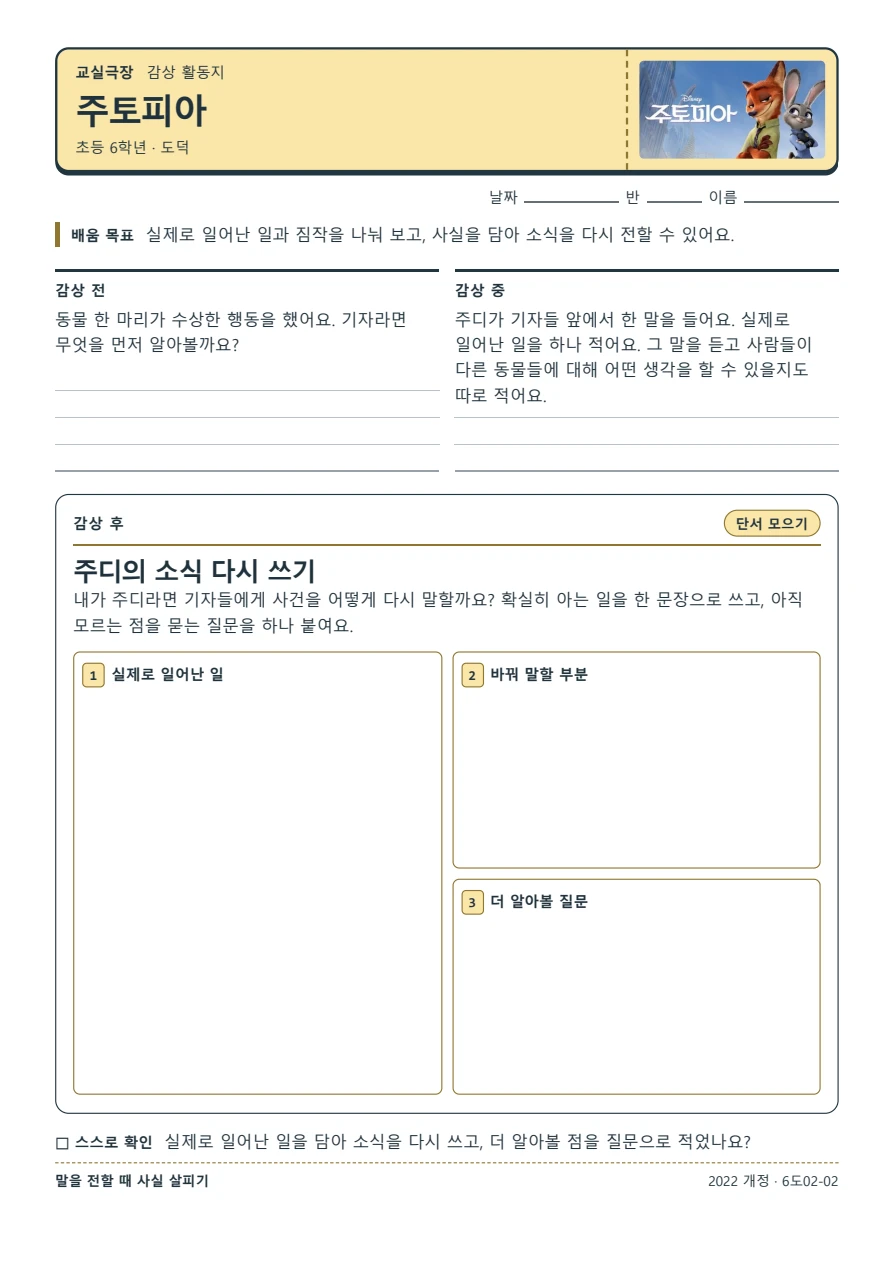 교실극장 감상 활동지
주토피아
초등 6학년 · 도덕
Disney
주토피아
날짜 반 이름
배움 목표 실제로 일어난 일과 짐작을 나눠 보고, 사실을 담아 소식을 다시 전할 수 있어요.
감상 전
동물 한 마리가 수상한 행동을 했어요. 기자라면
무엇을 먼저 알아볼까요?
감상 중
주디가 기자들 앞에서 한 말을 들어요. 실제로
일어난 일을 하나 적어요. 그 말을 듣고 사람들이
다른 동물들에 대해 어떤 생각을 할 수 있을지도
따로 적어요.
감상 후
단서 모으기
주디의 소식 다시 쓰기
내가 주디라면 기자들에게 사건을 어떻게 다시 말할까요? 확실히 아는 일을 한 문장으로 쓰고, 아직
모르는 점을 묻는 질문을 하나 붙여요.
1 실제로 일어난 일
2 바꿔 말할 부분
3 더 알아볼 질문
스스로 확인 실제로 일어난 일을 담아 소식을 다시 쓰고, 더 알아볼 점을 질문으로 적었나요?
말을 전할 때 사실 살피기
2022 개정 · 6도02-02